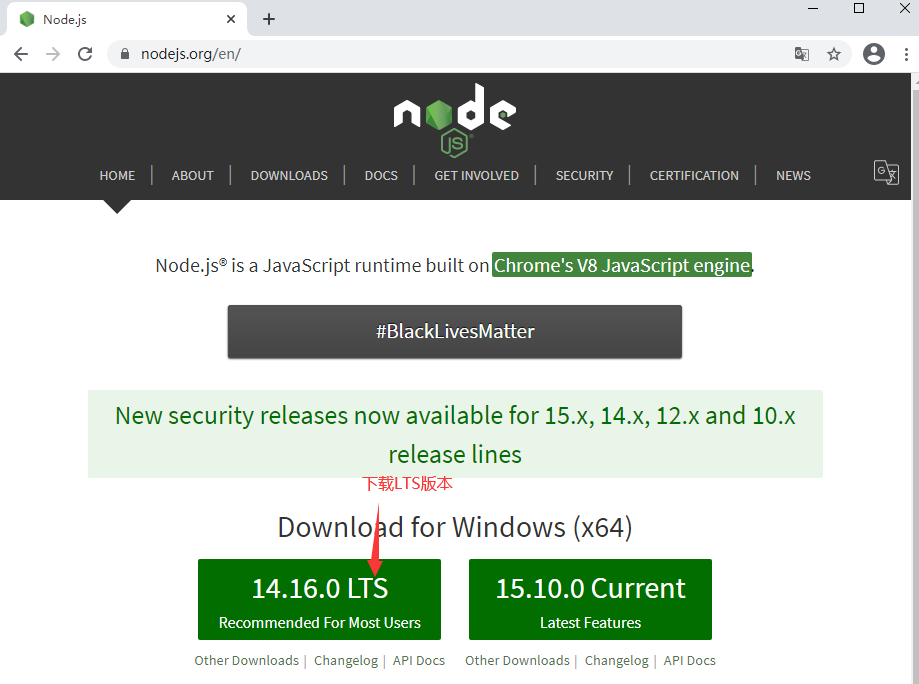 Node.js
nodejs.org/en/
node
JS
HOME
ABOUT
DOWNLOADS
DOCS
GET INVOLVED
SECURITY
CERTIFICATION
NEWS
Node.js® is a JavaScript runtime built on Chrome's V8 JavaScript engine.
#BlackLivesMatter
New security releases now available for 15.x, 14.x, 12.x and 10.x
release lines
下载LTS版本
Download for Windows (x64)
14.16.0 LTS
Recommended For Most Users
15.10.0 Current
Latest Features
Other Downloads | Changelog | API Docs
Other Downloads | Changelog | API Docs